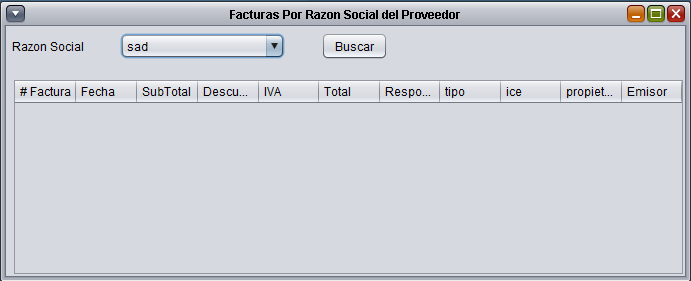 Facturas Por Razon Social del Proveedor
Razon Social sad Buscar
# Factura Fecha SubTotal Descu... IVA Total Respo... tipo ice propiet... Emisor